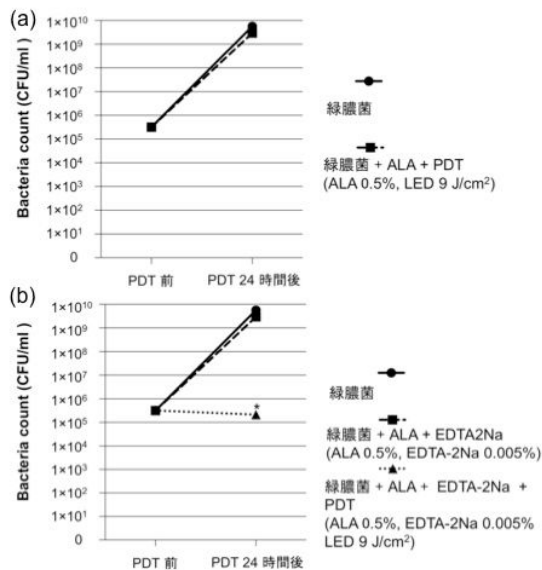 (a)
Bacteria count (CFU/ml)
1×10¹⁰
1×10⁹
1×10⁸
1×10⁷
1×10⁶
1×10⁵
1×10⁴
1×10³
1×10²
1×10¹
0
PDT 前
PDT 24 時間後
緑膿菌
緑膿菌 + ALA + PDT
(ALA 0.5%, LED 9 J/cm²)
(b)
Bacteria count (CFU/ml)
1×10¹⁰
1×10⁹
1×10⁸
1×10⁷
1×10⁶
1×10⁵
1×10⁴
1×10³
1×10²
1×10¹
0
*
PDT 前
PDT 24 時間後
緑膿菌
緑膿菌 + ALA + EDTA2Na
(ALA 0.5%, EDTA-2Na 0.005%)
緑膿菌 + ALA + EDTA-2Na +
PDT
(ALA 0.5%, EDTA-2Na 0.005%
LED 9 J/cm²)